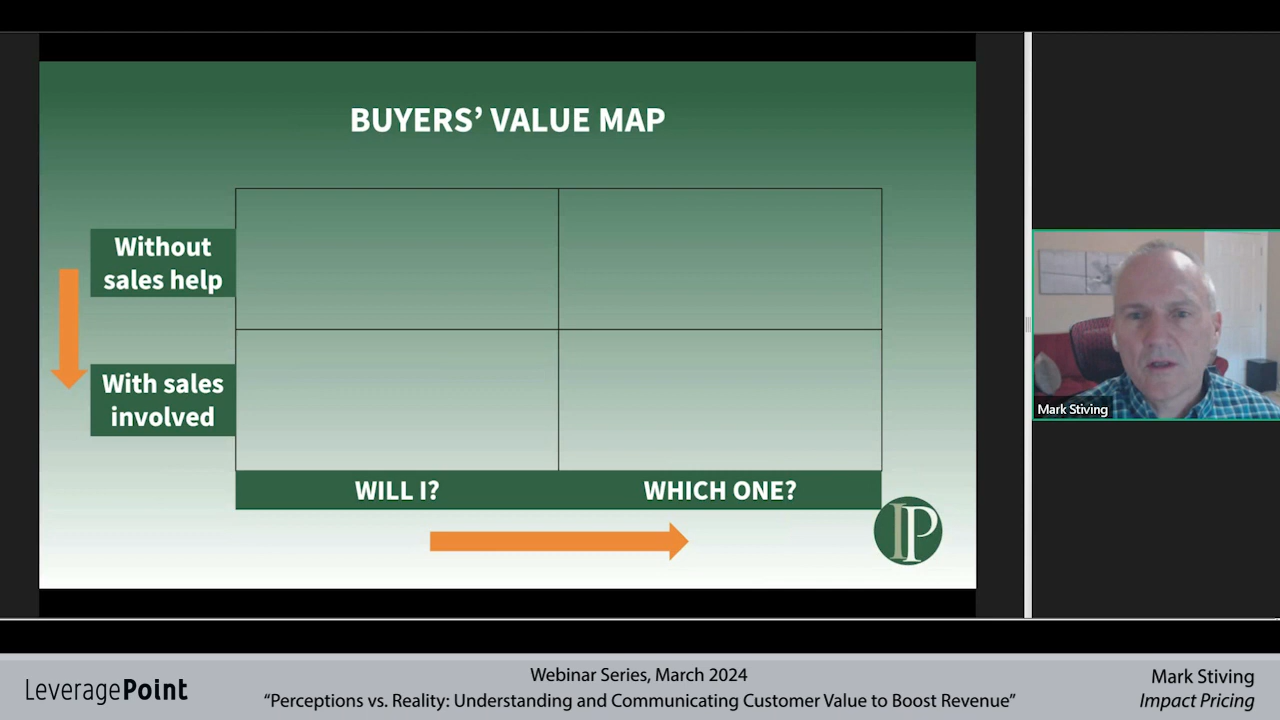 BUYERS’ VALUE MAP
Without
sales help
With sales
involved
WILL I?
WHICH ONE?
IP
Mark Stiving
LeveragePoint
Webinar Series, March 2024
“Perceptions vs. Reality: Understanding and Communicating Customer Value to Boost Revenue”
Mark Stiving
Impact Pricing